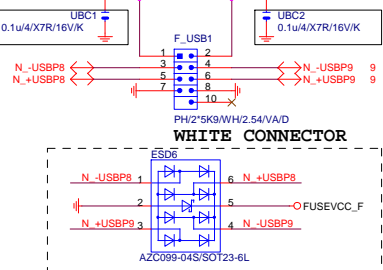 UBC1
0.1u/4/X7R/16V/K
UBC2
0.1u/4/X7R/16V/K
F_USB1
1 2
N_-USBP8 3 4 N_-USBP9 9
N_+USBP8 5 6 N_+USBP9 9
7 8
10
PH/2*5K9/WH/2.54/VA/D
WHITE CONNECTOR
ESD6
N_-USBP8 1 6 N_+USBP8
2 5 FUSEVCC_F
N_+USBP9 3 4 N_-USBP9
AZC099-04S/SOT23-6L